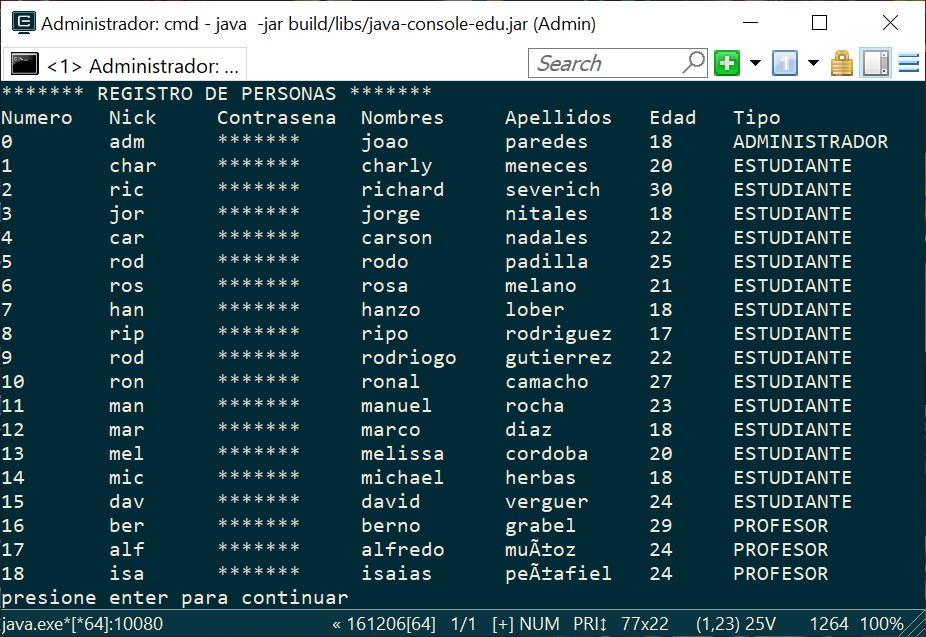 Administrador: cmd - java  -jar build/libs/java-console-edu.jar (Admin)
<1> Administrador: ...
Search
1
******* REGISTRO DE PERSONAS *******
Numero Nick Contrasena Nombres Apellidos Edad Tipo
0 adm ******* joao paredes 18 ADMINISTRADOR
1 char ******* charly meneces 20 ESTUDIANTE
2 ric ******* richard severich 30 ESTUDIANTE
3 jor ******* jorge nitales 18 ESTUDIANTE
4 car ******* carson nadales 22 ESTUDIANTE
5 rod ******* rodo padilla 25 ESTUDIANTE
6 ros ******* rosa melano 21 ESTUDIANTE
7 han ******* hanzo lober 18 ESTUDIANTE
8 rip ******* ripo rodriguez 17 ESTUDIANTE
9 rod ******* rodriogo gutierrez 22 ESTUDIANTE
10 ron ******* ronal camacho 27 ESTUDIANTE
11 man ******* manuel rocha 23 ESTUDIANTE
12 mar ******* marco diaz 18 ESTUDIANTE
13 mel ******* melissa cordoba 20 ESTUDIANTE
14 mic ******* michael herbas 18 ESTUDIANTE
15 dav ******* david verguer 24 ESTUDIANTE
16 ber ******* berno grabel 29 PROFESOR
17 alf ******* alfredo muÃ±oz 24 PROFESOR
18 isa ******* isaias peÃ±afiel 24 PROFESOR
presione enter para continuar
java.exe*[*64]:10080 « 161206[64] 1/1 [+] NUM PRI↕ 77x22 (1,23) 25V 1264 100%